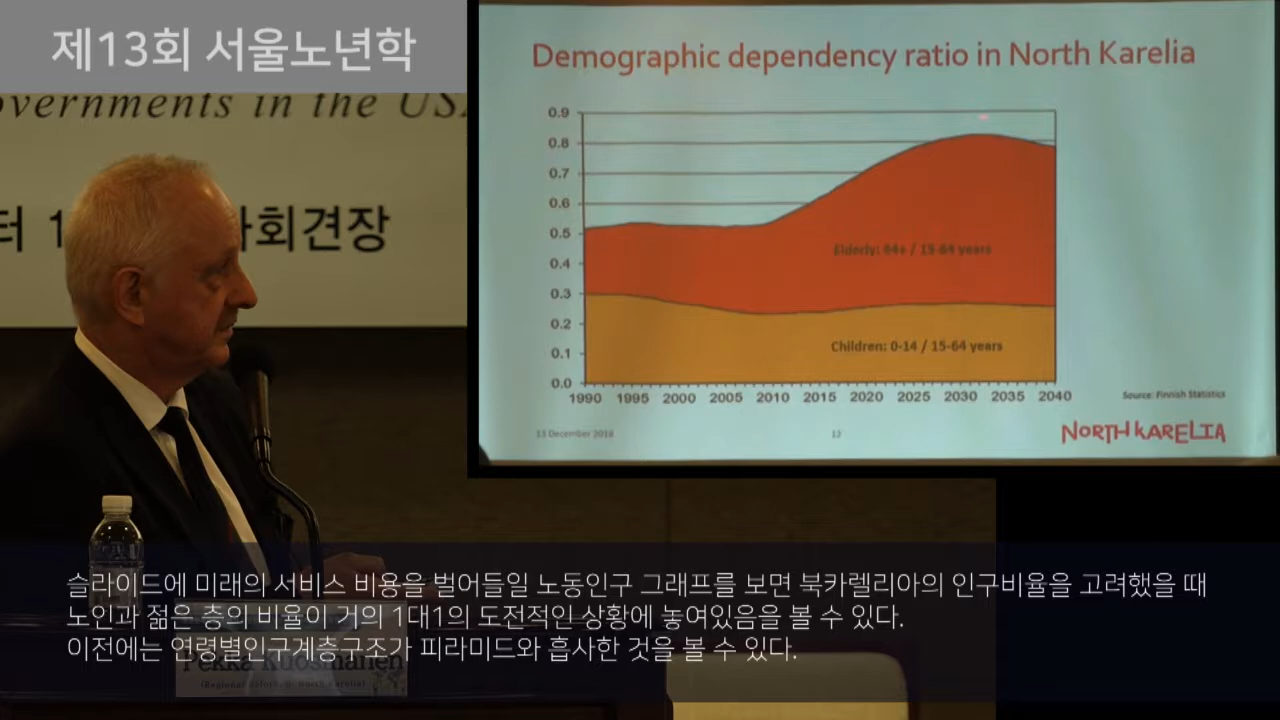 제13회 서울노년학
vernments in the US
터 1
회견장
Demographic dependency ratio in North Karelia
0.9
0.8
0.7
0.6
0.5
0.4
0.3
0.2
0.1
0.0
Elderly: 64+ / 15-64 years
Children: 0-14 / 15-64 years
1990 1995 2000 2005 2010 2015 2020 2025 2030 2035 2040
Source: Finnish Statistics
13 December 2018
12
NORTH KARELIA
슬라이드에 미래의 서비스 비용을 벌어들일 노동인구 그래프를 보면 북카렐리아의 인구비율을 고려했을 때
노인과 젊은 층의 비율이 거의 1대1의 도전적인 상황에 놓여있음을 볼 수 있다.
이전에는 연령별인구계층구조가 피라미드와 흡사한 것을 볼 수 있다.
Pekka Kuosmanen